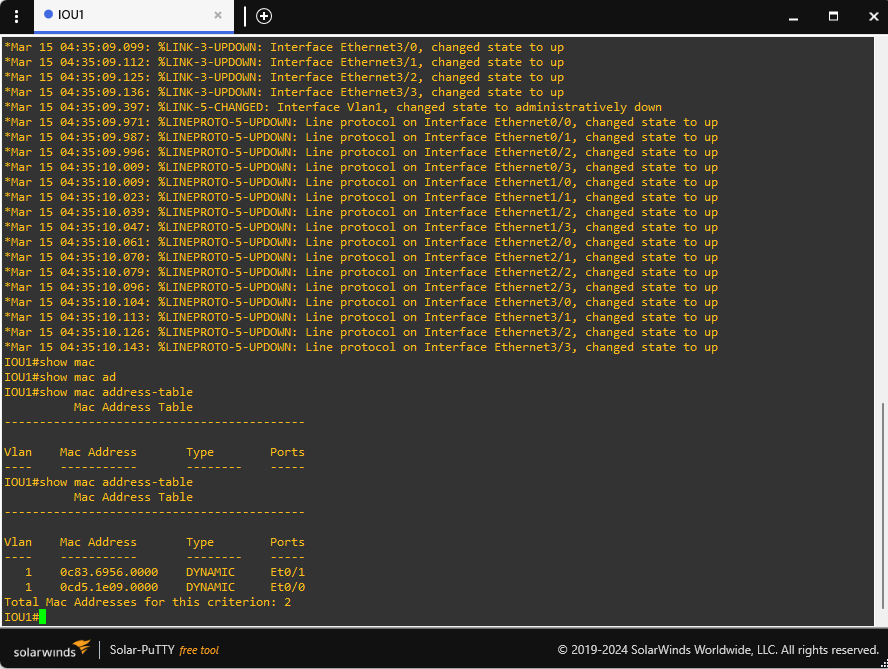 IOU1
*Mar 15 04:35:09.099: %LINK-3-UPDOWN: Interface Ethernet3/0, changed state to up
*Mar 15 04:35:09.112: %LINK-3-UPDOWN: Interface Ethernet3/1, changed state to up
*Mar 15 04:35:09.125: %LINK-3-UPDOWN: Interface Ethernet3/2, changed state to up
*Mar 15 04:35:09.136: %LINK-3-UPDOWN: Interface Ethernet3/3, changed state to up
*Mar 15 04:35:09.397: %LINK-5-CHANGED: Interface Vlan1, changed state to administratively down
*Mar 15 04:35:09.971: %LINEPROTO-5-UPDOWN: Line protocol on Interface Ethernet0/0, changed state to up
*Mar 15 04:35:09.987: %LINEPROTO-5-UPDOWN: Line protocol on Interface Ethernet0/1, changed state to up
*Mar 15 04:35:09.996: %LINEPROTO-5-UPDOWN: Line protocol on Interface Ethernet0/2, changed state to up
*Mar 15 04:35:10.009: %LINEPROTO-5-UPDOWN: Line protocol on Interface Ethernet0/3, changed state to up
*Mar 15 04:35:10.009: %LINEPROTO-5-UPDOWN: Line protocol on Interface Ethernet1/0, changed state to up
*Mar 15 04:35:10.023: %LINEPROTO-5-UPDOWN: Line protocol on Interface Ethernet1/1, changed state to up
*Mar 15 04:35:10.039: %LINEPROTO-5-UPDOWN: Line protocol on Interface Ethernet1/2, changed state to up
*Mar 15 04:35:10.047: %LINEPROTO-5-UPDOWN: Line protocol on Interface Ethernet1/3, changed state to up
*Mar 15 04:35:10.061: %LINEPROTO-5-UPDOWN: Line protocol on Interface Ethernet2/0, changed state to up
*Mar 15 04:35:10.070: %LINEPROTO-5-UPDOWN: Line protocol on Interface Ethernet2/1, changed state to up
*Mar 15 04:35:10.079: %LINEPROTO-5-UPDOWN: Line protocol on Interface Ethernet2/2, changed state to up
*Mar 15 04:35:10.096: %LINEPROTO-5-UPDOWN: Line protocol on Interface Ethernet2/3, changed state to up
*Mar 15 04:35:10.104: %LINEPROTO-5-UPDOWN: Line protocol on Interface Ethernet3/0, changed state to up
*Mar 15 04:35:10.113: %LINEPROTO-5-UPDOWN: Line protocol on Interface Ethernet3/1, changed state to up
*Mar 15 04:35:10.126: %LINEPROTO-5-UPDOWN: Line protocol on Interface Ethernet3/2, changed state to up
*Mar 15 04:35:10.143: %LINEPROTO-5-UPDOWN: Line protocol on Interface Ethernet3/3, changed state to up
IOU1#show mac
IOU1#show mac ad
IOU1#show mac address-table
          Mac Address Table
-------------------------------------------

Vlan    Mac Address       Type        Ports
----    -----------       --------    -----
IOU1#show mac address-table
          Mac Address Table
-------------------------------------------

Vlan    Mac Address       Type        Ports
----    -----------       --------    -----
   1    0c83.6956.0000    DYNAMIC     Et0/1
   1    0cd5.1e09.0000    DYNAMIC     Et0/0
Total Mac Addresses for this criterion: 2
IOU1#
solarwinds | Solar-PuTTY free tool © 2019-2024 SolarWinds Worldwide, LLC. All rights reserved.